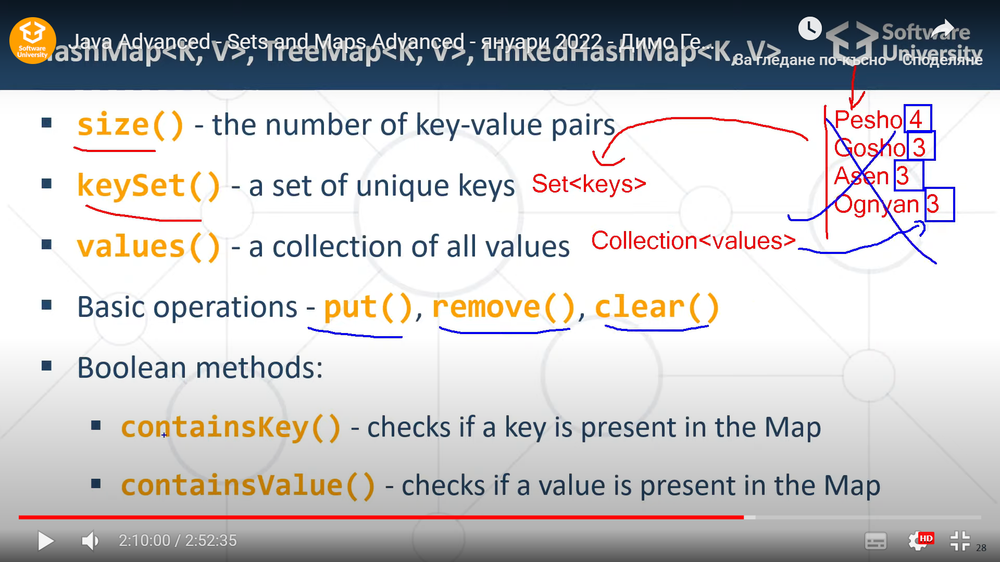 Software
University
Java Advanced - Sets and Maps Advanced - януари 2022 - Димо Ге...
HashMap<K, V>, TreeMap<K, V>, LinkedHashMap<K, V>
Software
University
За гледане по-късно
Споделяне
▪ size() - the number of key-value pairs
▪ keySet() - a set of unique keys
Set<keys>
▪ values() - a collection of all values
Collection<values>
Pesho 4
Gosho 3
Asen 3
Ognyan 3
▪ Basic operations - put(), remove(), clear()
▪ Boolean methods:
▪ containsKey() - checks if a key is present in the Map
▪ containsValue() - checks if a value is present in the Map
2:10:00 / 2:52:35
HD
28